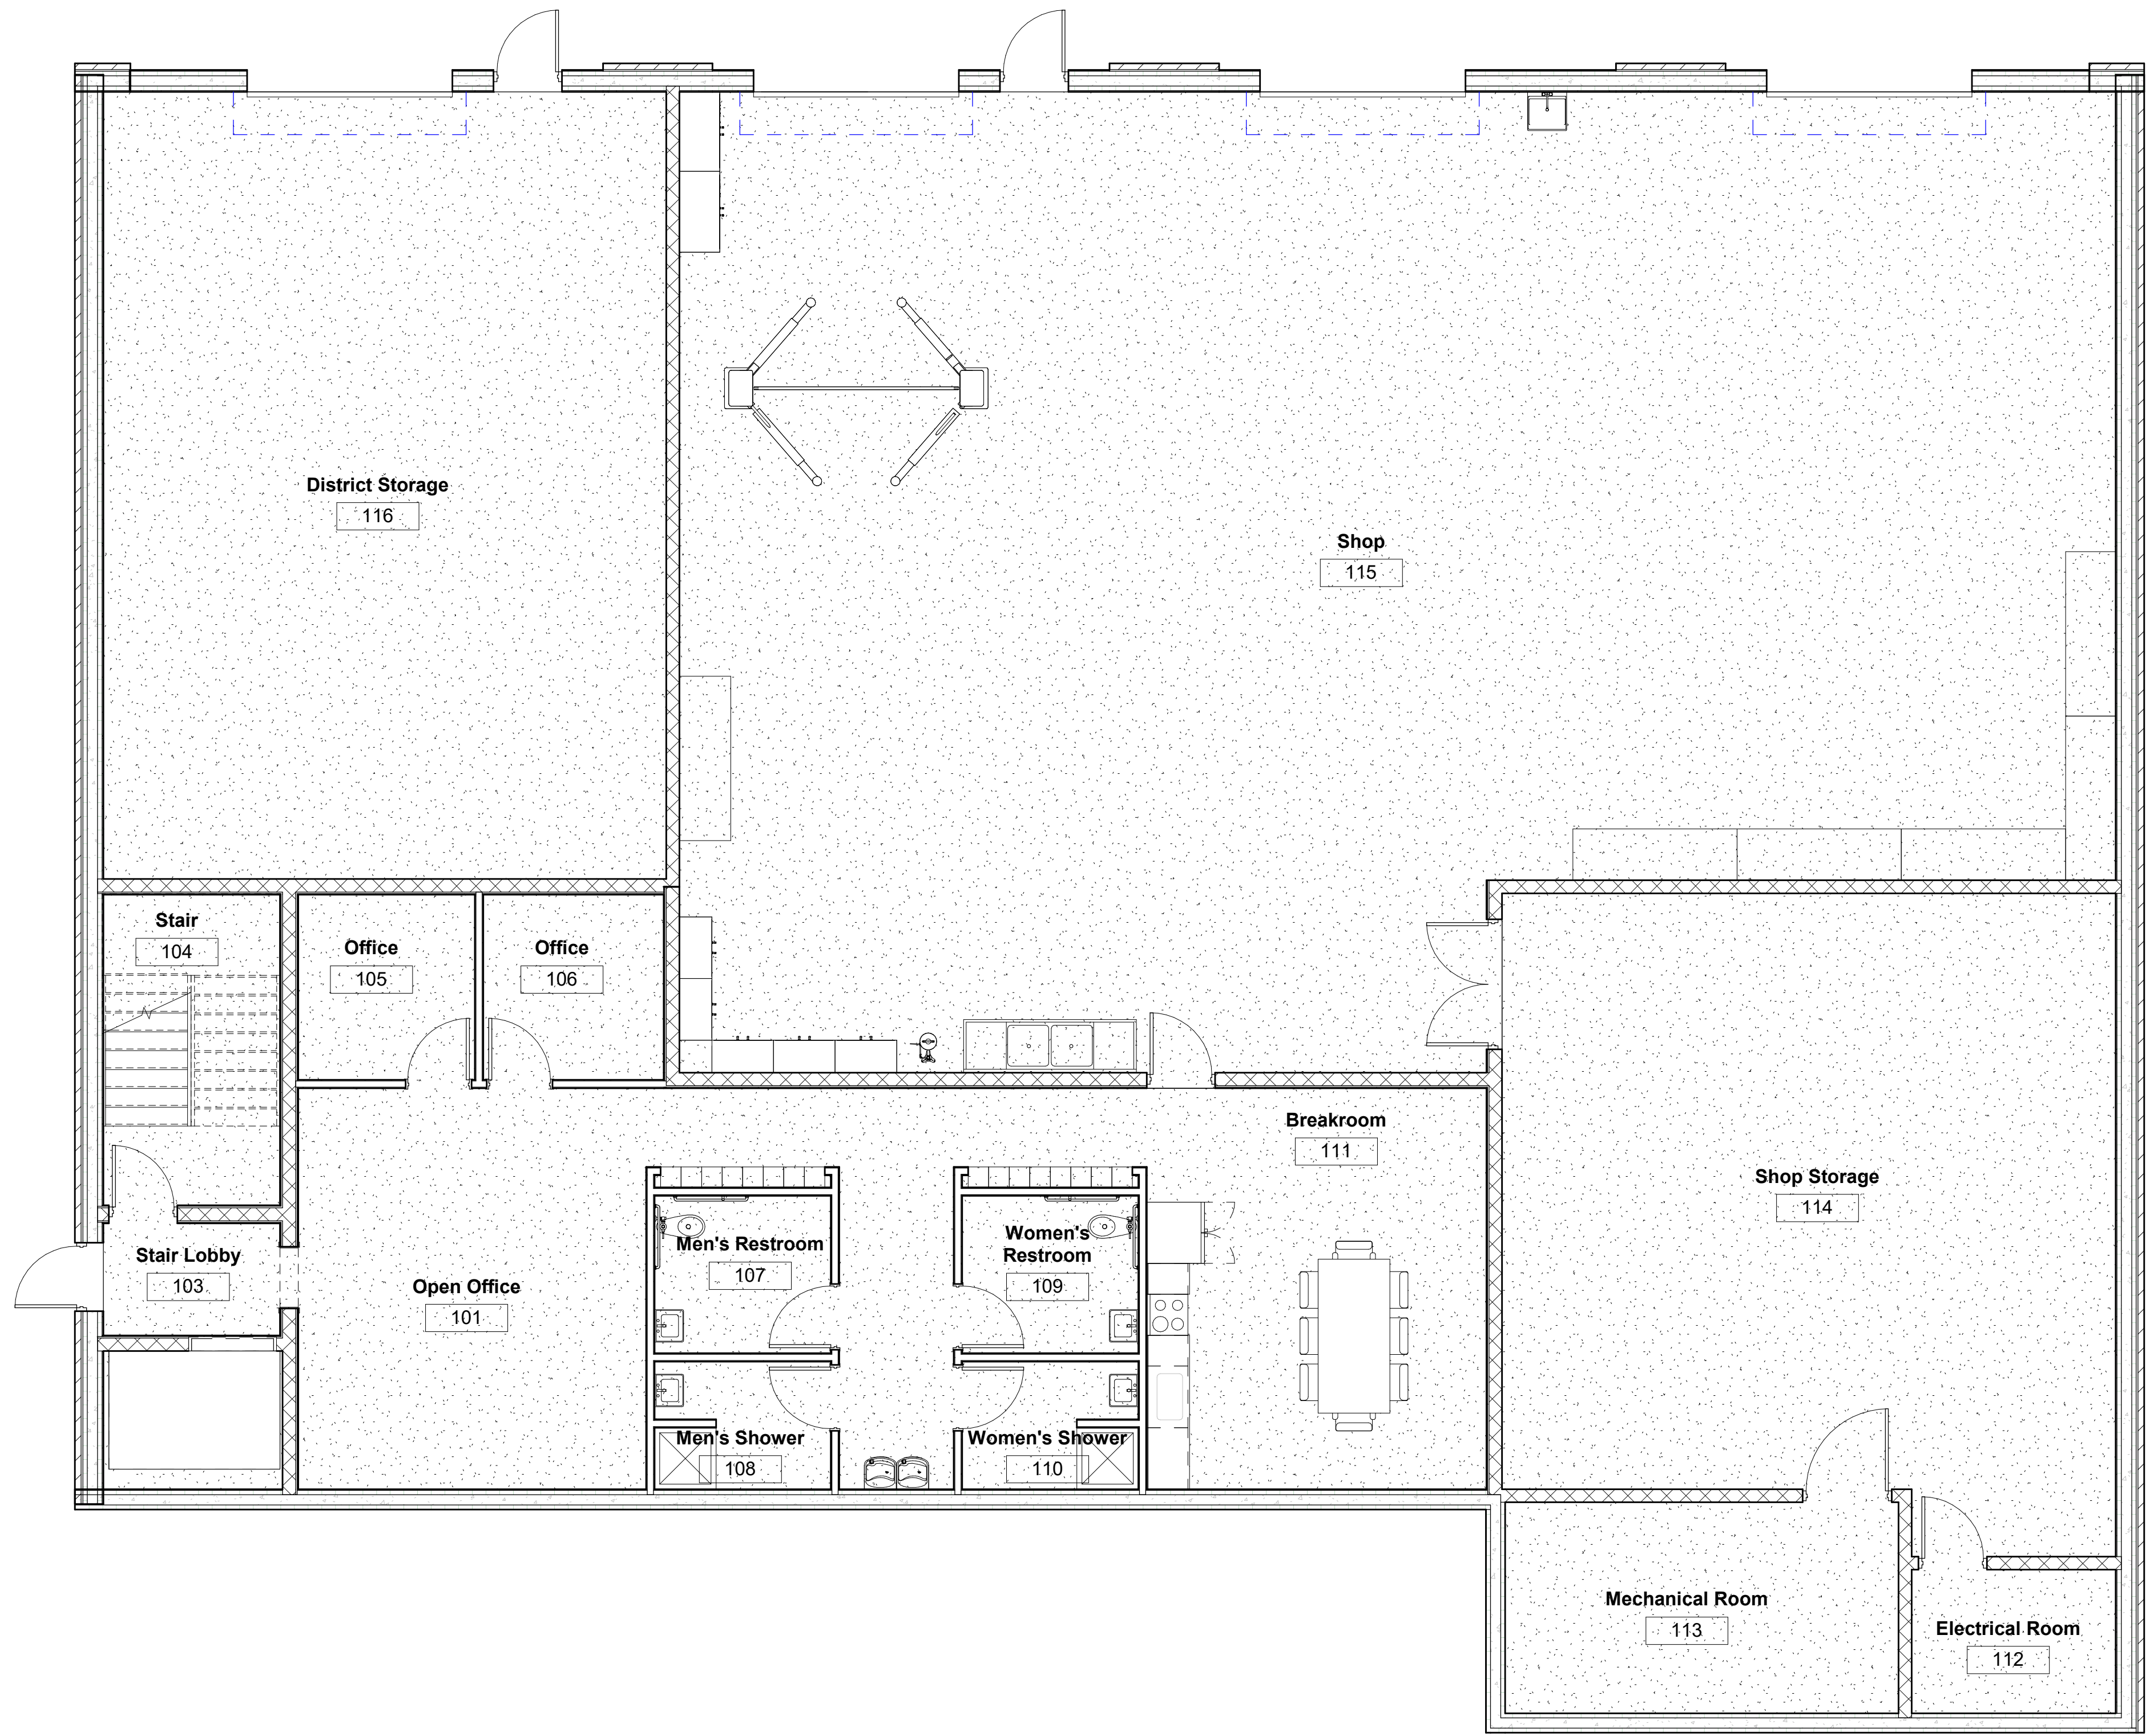 District Storage
116
Shop
115
Stair
104
Office
105
Office
106
Breakroom
111
Shop Storage
114
Men's Restroom
107
Women's
Restroom
109
Stair Lobby
103
Open Office
101
Men's Shower
108
Women's Shower
110
Mechanical Room
113
Electrical Room
112